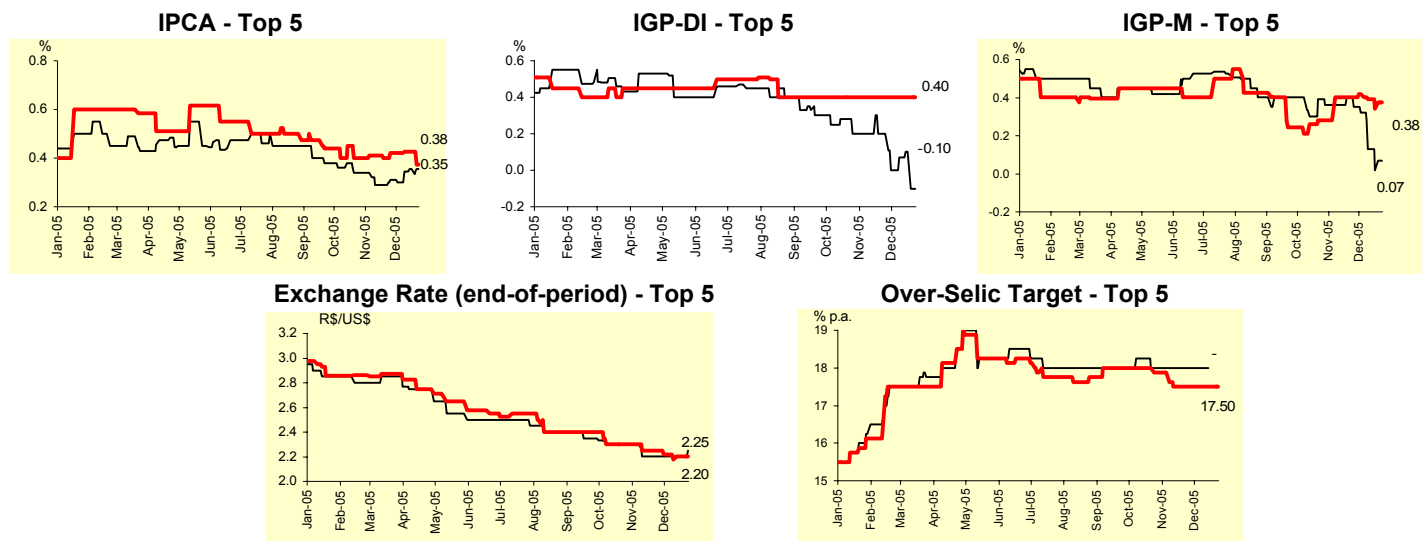 IPCA - Top 5
%
0.8
0.6
0.4
0.2
0.38
0.35
Jan-05
Feb-05
Mar-05
Apr-05
May-05
Jun-05
Jul-05
Aug-05
Sep-05
Oct-05
Nov-05
Dec-05
IGP-DI - Top 5
%
0.6
0.4
0.2
0.0
-0.2
0.40
-0.10
Jan-05
Feb-05
Mar-05
Apr-05
May-05
Jun-05
Jul-05
Aug-05
Sep-05
Oct-05
Nov-05
Dec-05
IGP-M - Top 5
%
0.6
0.4
0.2
0.0
-0.2
0.38
0.07
Jan-05
Feb-05
Mar-05
Apr-05
May-05
Jun-05
Jul-05
Aug-05
Sep-05
Oct-05
Nov-05
Dec-05
Exchange Rate (end-of-period) - Top 5
R$/US$
3.2
3.0
2.8
2.6
2.4
2.2
2.0
2.25
2.20
Jan-05
Feb-05
Mar-05
Apr-05
May-05
Jun-05
Jul-05
Aug-05
Sep-05
Oct-05
Nov-05
Dec-05
Over-Selic Target - Top 5
% p.a.
19
18
17
16
15
-
17.50
Jan-05
Feb-05
Mar-05
Apr-05
May-05
Jun-05
Jul-05
Aug-05
Sep-05
Oct-05
Nov-05
Dec-05